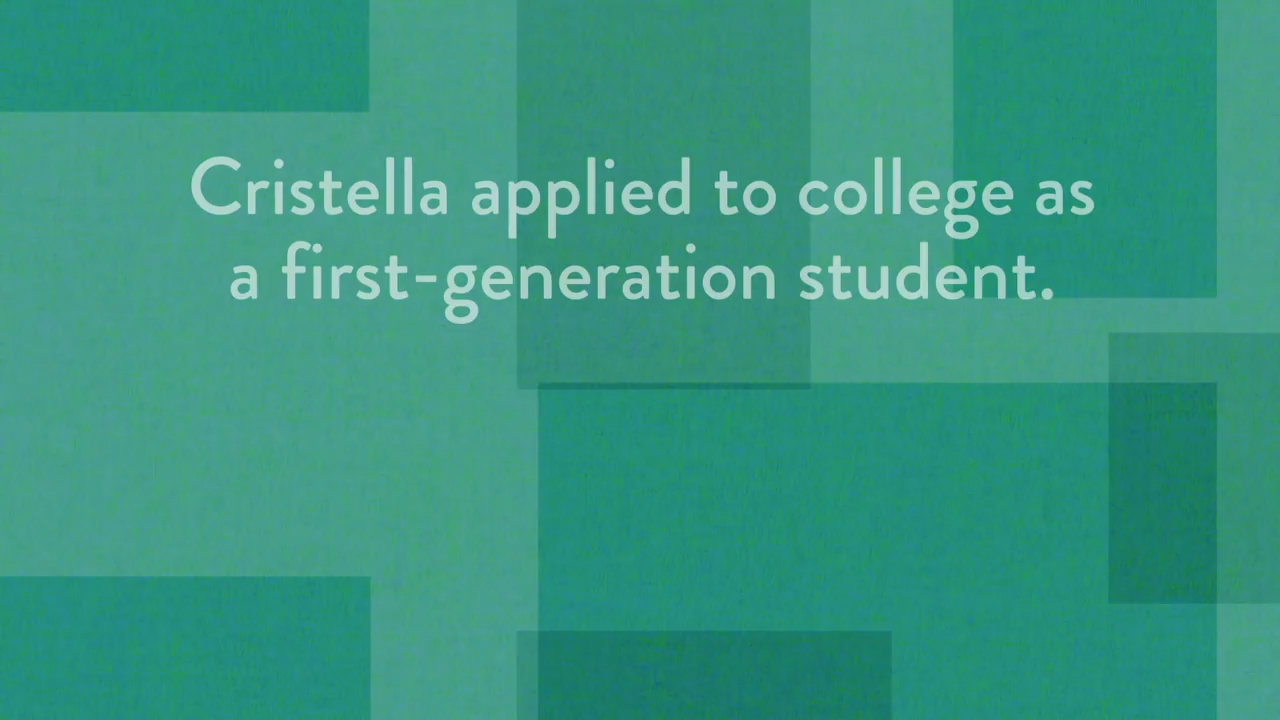 Cristella applied to college as
a first-generation student.